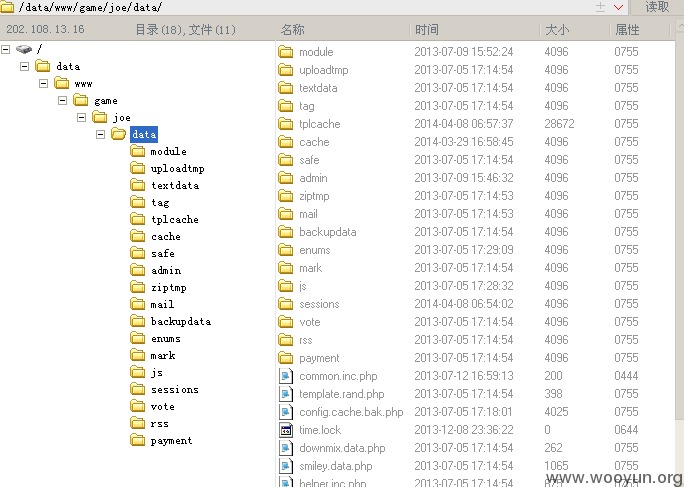 /data/www/game/joe/data/ 读取
202.108.13.16 目录(18),文件(11) 名称 时间 大小 属性
/
data
www
game
joe
data
module
uploadtmp
textdata
tag
tplcache
cache
safe
admin
ziptmp
mail
backupdata
enums
mark
js
sessions
vote
rss
payment
module 2013-07-09 15:52:24 4096 0755
uploadtmp 2013-07-05 17:14:54 4096 0755
textdata 2013-07-05 17:14:54 4096 0755
tag 2013-07-05 17:14:54 4096 0755
tplcache 2014-04-08 06:57:37 28672 0755
cache 2014-03-29 16:58:45 4096 0755
safe 2013-07-05 17:14:54 4096 0755
admin 2013-07-09 15:46:32 4096 0755
ziptmp 2013-07-05 17:14:53 4096 0755
mail 2013-07-05 17:14:53 4096 0755
backupdata 2013-07-05 17:14:54 4096 0755
enums 2013-07-05 17:29:09 4096 0755
mark 2013-07-05 17:14:54 4096 0755
js 2013-07-05 17:28:32 4096 0755
sessions 2014-04-08 06:54:02 4096 0755
vote 2013-07-05 17:14:54 4096 0755
rss 2013-07-05 17:14:54 4096 0755
payment 2013-07-05 17:14:54 4096 0755
common.inc.php 2013-07-12 16:59:13 200 0444
template.rand.php 2013-07-05 17:14:54 398 0755
config.cache.bak.php 2013-07-05 17:18:01 4025 0755
time.lock 2013-12-08 23:36:22 0 0644
downmix.data.php 2013-07-05 17:14:54 262 0755
smiley.data.php 2013-07-05 17:14:54 1065 0755
helper.inc.php 2013-07-05 17:14:54
www.wooyun.org